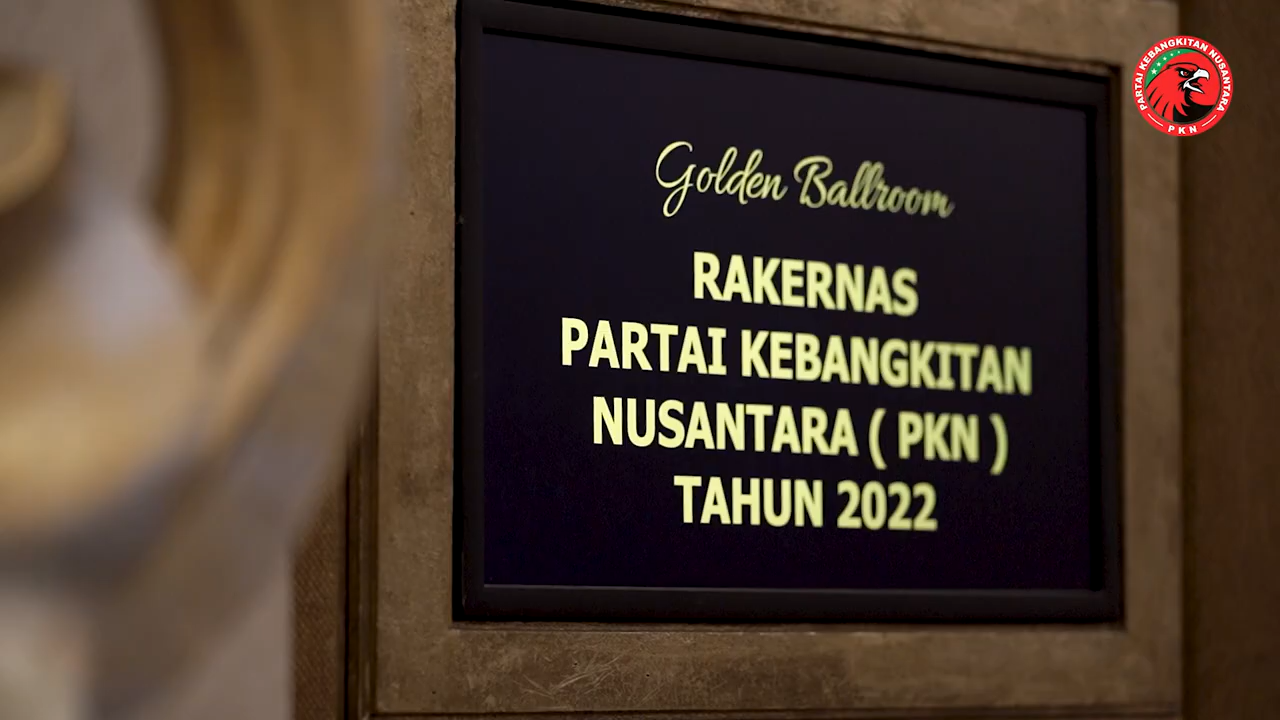 Golden Ballroom
RAKERNAS
PARTAI KEBANGKITAN
NUSANTARA ( PKN )
TAHUN 2022
PARTAI KEBANGKITAN NUSANTARA
PKN